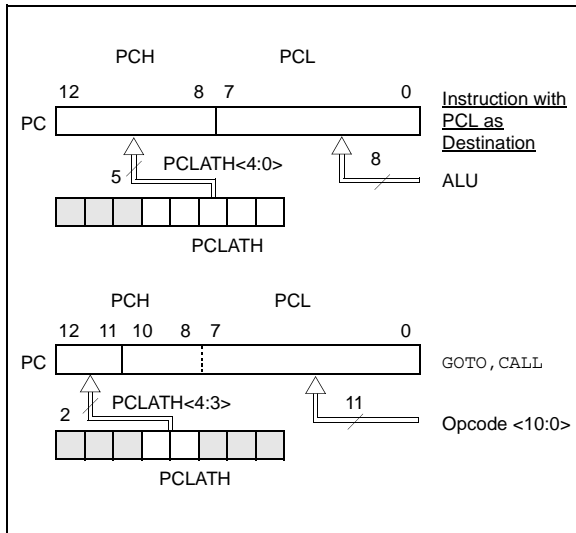 PCH PCL
12 8 7 0
PC
Instruction with
PCL as
Destination
5 PCLATH<4:0> 8
ALU
PCLATH
PCH PCL
12 11 10 8 7 0
PC GOTO, CALL
2 PCLATH<4:3> 11
Opcode <10:0>
PCLATH